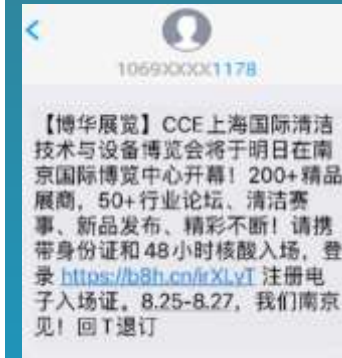 1069XXXX1178
【博华展览】CCE上海国际清洁
技术与设备博览会将于明日在南
京国际博览中心开幕！200+精品
展商，50+行业论坛、清洁赛
事、新品发布、精彩不断！请携
带身份证和48小时核酸入场，登
录 https://b8h.cn/irXLyT 注册电
子入场证。8.25-8.27，我们南京
见！回T退订